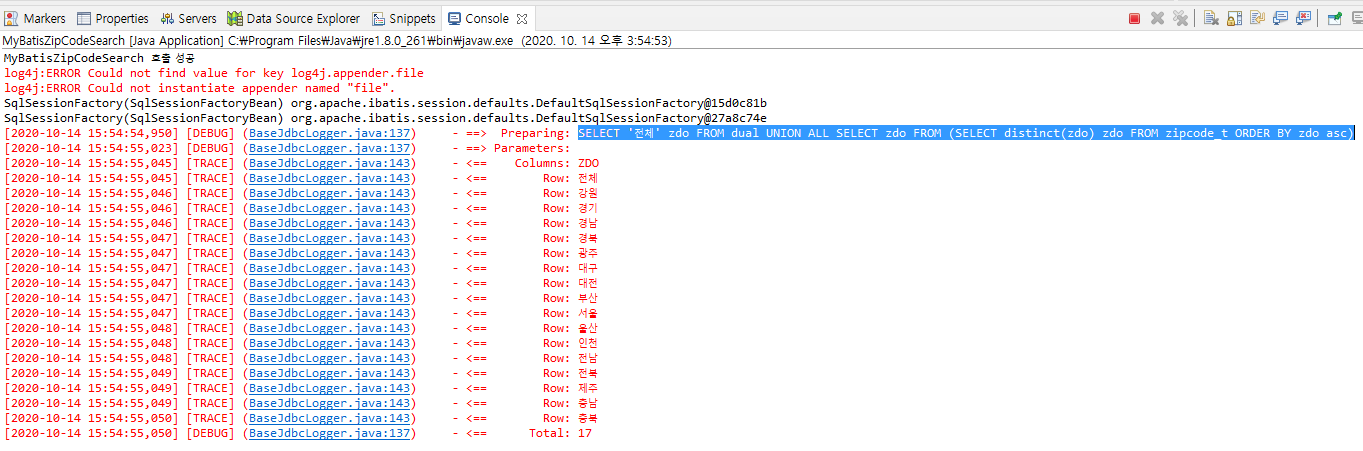 Markers Properties Servers Data Source Explorer Snippets Console
MyBatisZipCodeSearch [Java Application] C:₩Program Files₩Java₩jre1.8.0_261₩bin₩javaw.exe (2020. 10. 14 오후 3:54:53)
MyBatisZipCodeSearch 호출 성공
log4j:ERROR Could not find value for key log4j.appender.file
log4j:ERROR Could not instantiate appender named "file".
SqlSessionFactory(SqlSessionFactoryBean) org.apache.ibatis.session.defaults.DefaultSqlSessionFactory@15d0c81b
SqlSessionFactory(SqlSessionFactoryBean) org.apache.ibatis.session.defaults.DefaultSqlSessionFactory@27a8c74e
[2020-10-14 15:54:54,950] [DEBUG] (BaseJdbcLogger.java:137) - ==> Preparing: SELECT '전체' zdo FROM dual UNION ALL SELECT zdo FROM (SELECT distinct(zdo) zdo FROM zipcode_t ORDER BY zdo asc)
[2020-10-14 15:54:55,023] [DEBUG] (BaseJdbcLogger.java:137) - ==> Parameters:
[2020-10-14 15:54:55,045] [TRACE] (BaseJdbcLogger.java:143) - <== Columns: ZDO
[2020-10-14 15:54:55,045] [TRACE] (BaseJdbcLogger.java:143) - <== Row: 전체
[2020-10-14 15:54:55,046] [TRACE] (BaseJdbcLogger.java:143) - <== Row: 강원
[2020-10-14 15:54:55,046] [TRACE] (BaseJdbcLogger.java:143) - <== Row: 경기
[2020-10-14 15:54:55,046] [TRACE] (BaseJdbcLogger.java:143) - <== Row: 경남
[2020-10-14 15:54:55,047] [TRACE] (BaseJdbcLogger.java:143) - <== Row: 경북
[2020-10-14 15:54:55,047] [TRACE] (BaseJdbcLogger.java:143) - <== Row: 광주
[2020-10-14 15:54:55,047] [TRACE] (BaseJdbcLogger.java:143) - <== Row: 대구
[2020-10-14 15:54:55,047] [TRACE] (BaseJdbcLogger.java:143) - <== Row: 대전
[2020-10-14 15:54:55,047] [TRACE] (BaseJdbcLogger.java:143) - <== Row: 부산
[2020-10-14 15:54:55,047] [TRACE] (BaseJdbcLogger.java:143) - <== Row: 서울
[2020-10-14 15:54:55,048] [TRACE] (BaseJdbcLogger.java:143) - <== Row: 울산
[2020-10-14 15:54:55,048] [TRACE] (BaseJdbcLogger.java:143) - <== Row: 인천
[2020-10-14 15:54:55,048] [TRACE] (BaseJdbcLogger.java:143) - <== Row: 전남
[2020-10-14 15:54:55,049] [TRACE] (BaseJdbcLogger.java:143) - <== Row: 전북
[2020-10-14 15:54:55,049] [TRACE] (BaseJdbcLogger.java:143) - <== Row: 제주
[2020-10-14 15:54:55,049] [TRACE] (BaseJdbcLogger.java:143) - <== Row: 충남
[2020-10-14 15:54:55,050] [TRACE] (BaseJdbcLogger.java:143) - <== Row: 충북
[2020-10-14 15:54:55,050] [DEBUG] (BaseJdbcLogger.java:137) - <== Total: 17